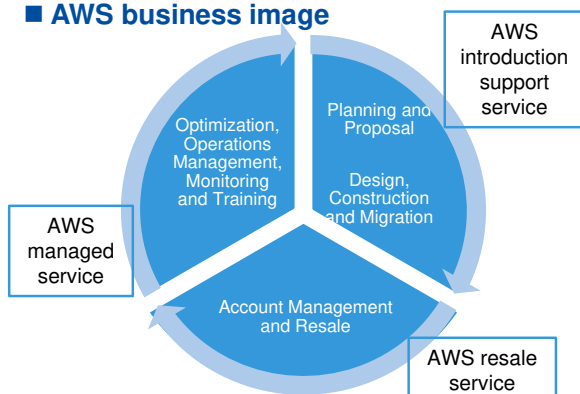 ■ AWS business image
AWS
introduction
support
service
Planning and
Proposal
Design,
Construction
and Migration
Optimization,
Operations
Management,
Monitoring
and Training
AWS
managed
service
Account Management
and Resale
AWS resale
service